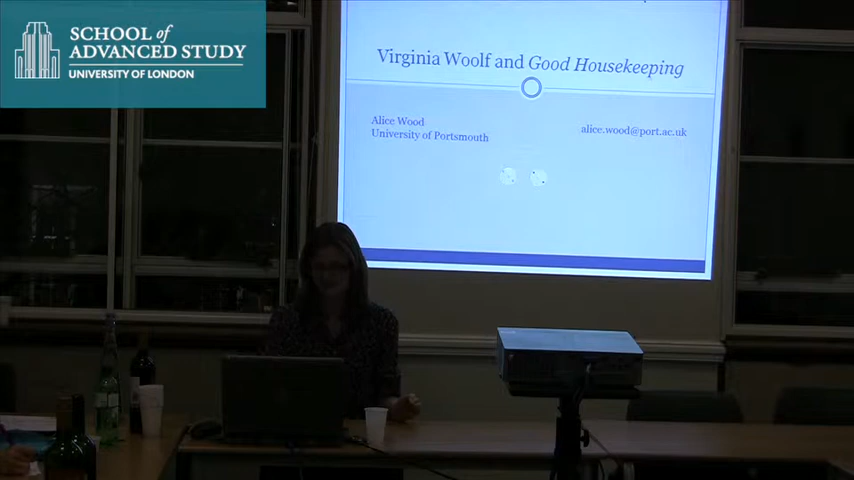 SCHOOL of
ADVANCED STUDY
UNIVERSITY OF LONDON
Virginia Woolf and Good Housekeeping
Alice Wood
University of Portsmouth
alice.wood@port.ac.uk